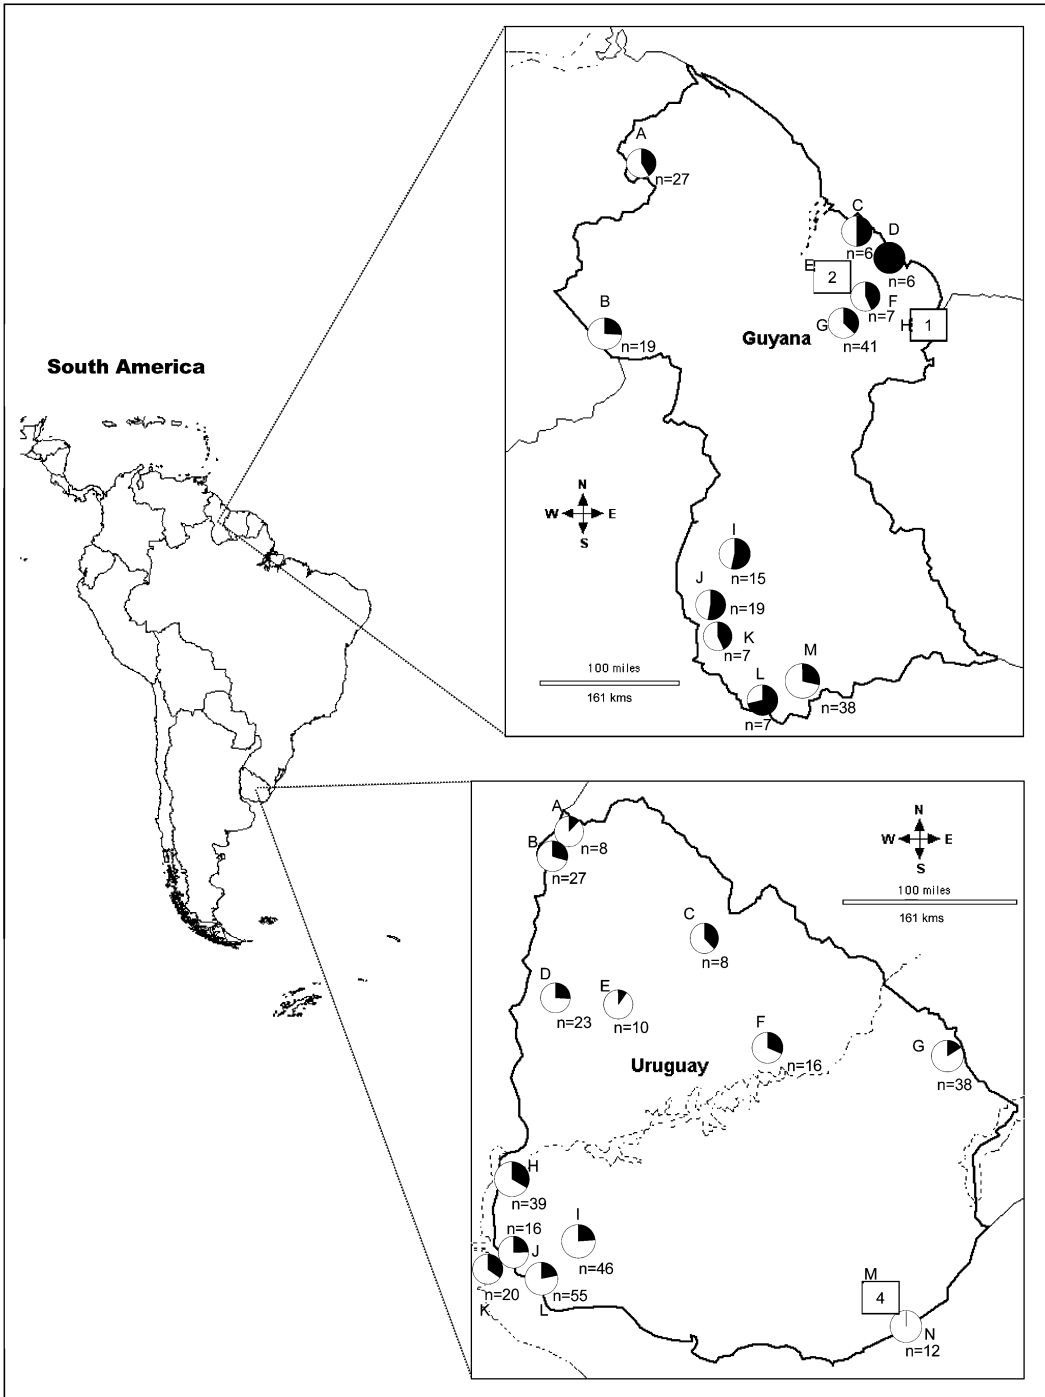 South America
A
n=27
C
n=6
D
n=6
E
2
F
n=7
B
n=19
Guyana
G
n=41
H
1
N
W
E
S
I
n=15
J
n=19
K
n=7
100 miles
161 kms
M
n=38
L
n=7
A
n=8
B
n=27
N
W
E
S
100 miles
161 kms
C
n=8
D
n=23
E
n=10
F
n=16
Uruguay
G
n=38
H
n=39
n=16
J
I
n=46
n=20
K
n=55
L
M
4
N
n=12